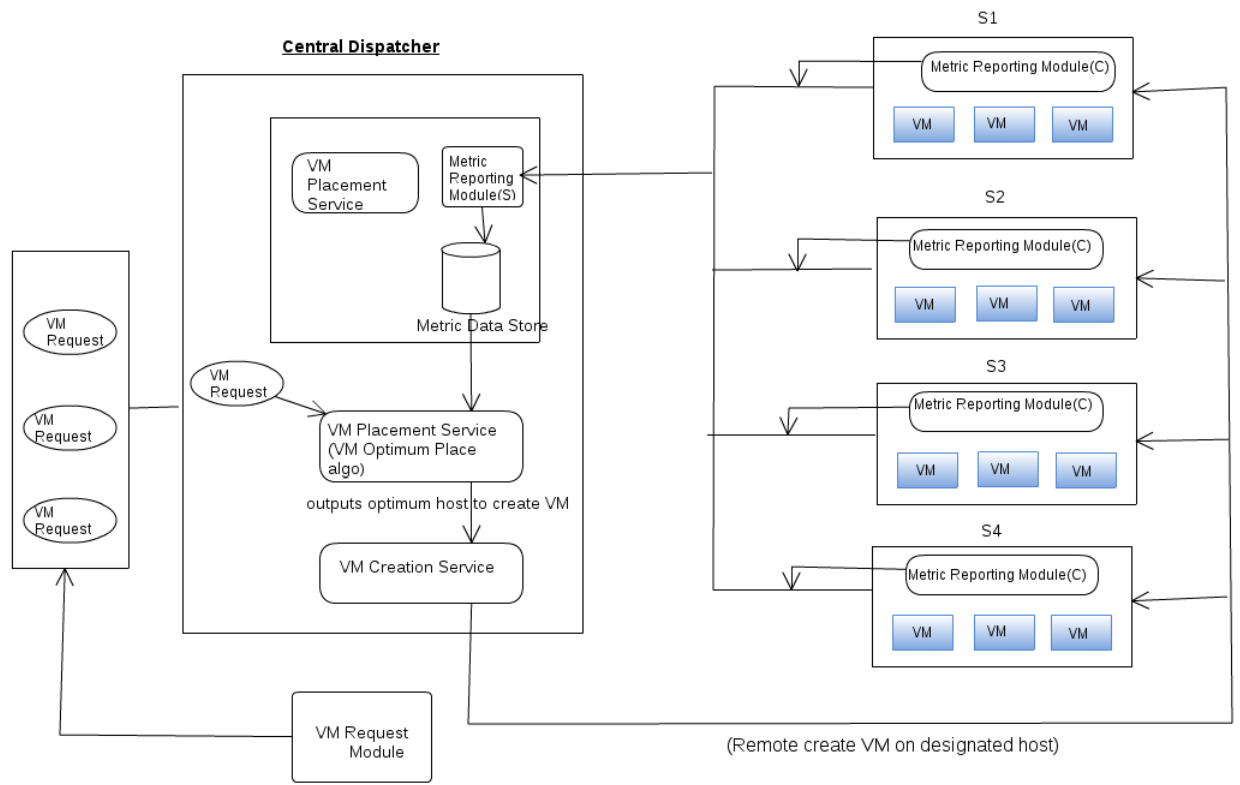 S1
Central Dispatcher
Metric Reporting Module(C)
VM
VM
VM
VM
Placement
Service
Metric
Reporting
Module(S)
S2
Metric Reporting Module(C)
VM
VM
VM
Metric Data Store
VM
Request
VM
Request
VM
Request
VM
Request
S3
Metric Reporting Module(C)
VM
VM
VM
VM Placement Service
(VM Optimum Place
algo)
outputs optimum host to create VM
VM Creation Service
S4
Metric Reporting Module(C)
VM
VM
VM
VM Request
Module
(Remote create VM on designated host)